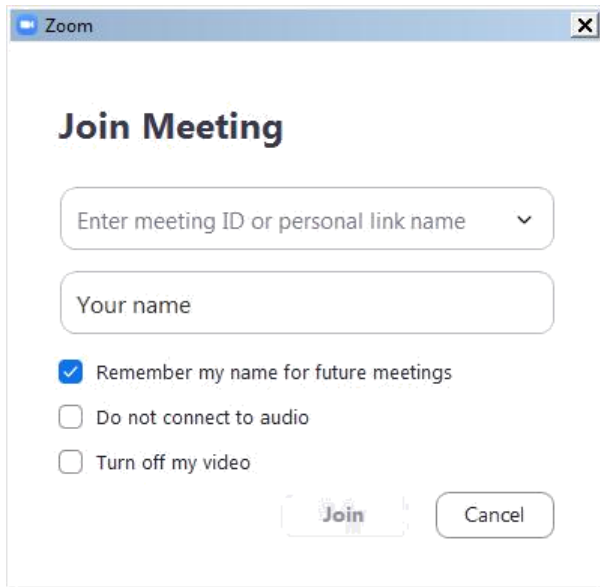 Zoom
Join Meeting
Enter meeting ID or personal link name
Your name
Remember my name for future meetings
Do not connect to audio
Turn off my video
Join Cancel